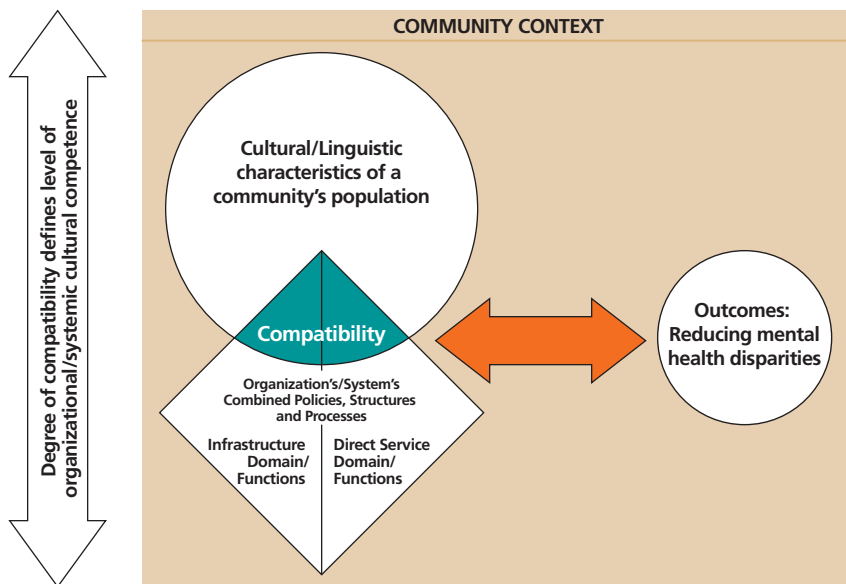 COMMUNITY CONTEXT
Degree of compatibility defines level of
organizational/systemic cultural competence
Cultural/Linguistic
characteristics of a
community’s population
Compatibility
Organization’s/System’s
Combined Policies, Structures
and Processes
Infrastructure
Domain/
Functions
Direct Service
Domain/
Functions
Outcomes:
Reducing mental
health disparities